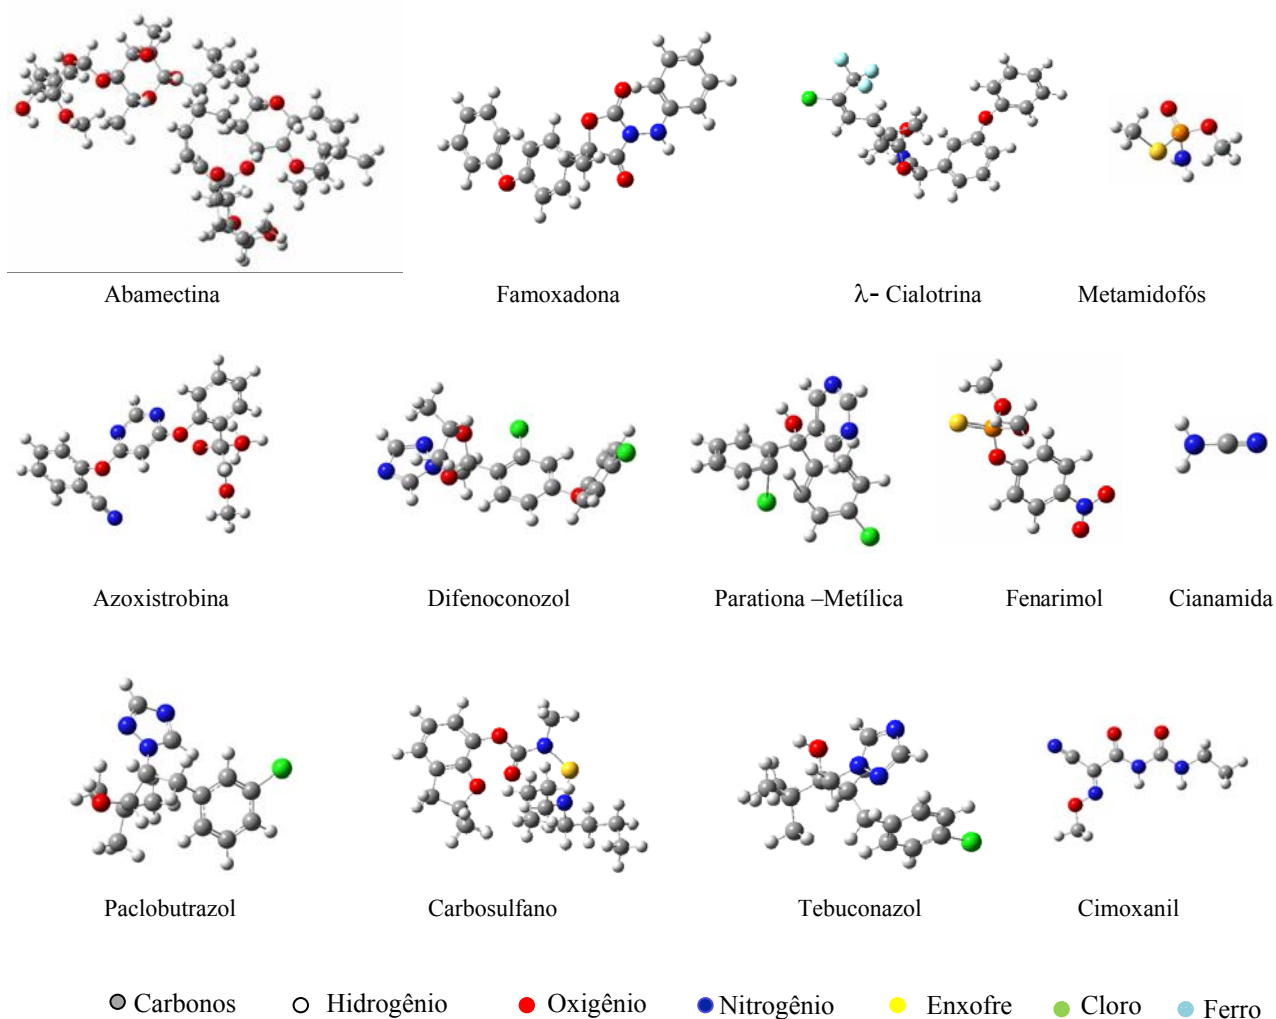 Abamectina Famoxadona λ- Cialotrina Metamidofós
Azoxistrobina Difenoconozol Parationa –Metílica Fenarimol Cianamida
Paclobutrazol Carbosulfano Tebuconazol Cimoxanil
Carbonos Hidrogênio Oxigênio Nitrogênio Enxofre Cloro Ferro